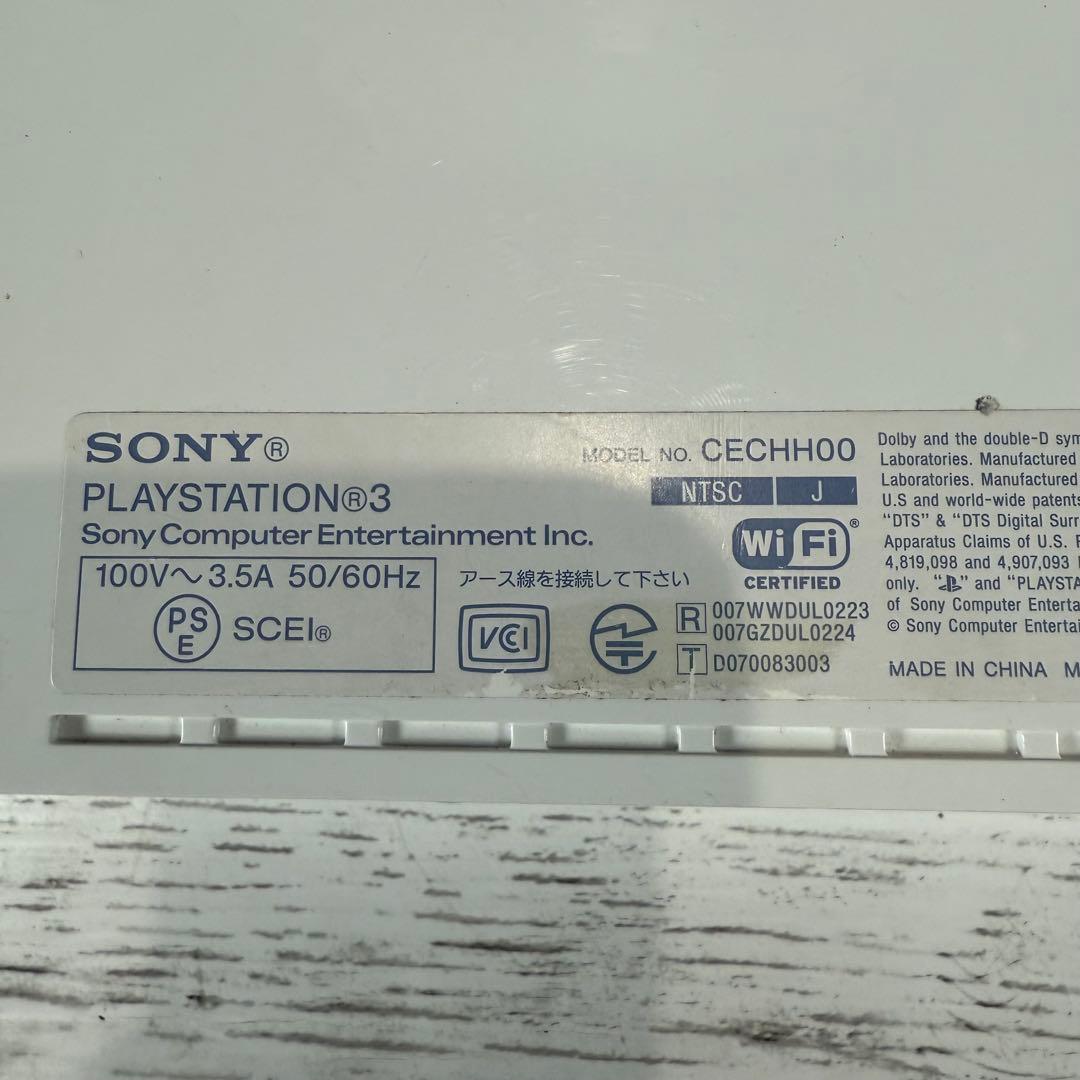 SONY®
PLAYSTATION®3
Sony Computer Entertainment Inc.
100V～3.5A 50/60Hz
PS
E
SCEI®
MODEL NO. CECHH00
NTSC J
Wi Fi®
CERTIFIED
アース線を接続して下さい
VCI
R 007WWDUL0223
007GZDUL0224
T D070083003
Dolby and the double-D
Laboratories. Manufactured
Laboratories. Manufactured
U.S and world-wide patents
"DTS" & "DTS Digital
Apparatus Claims of U.S.
4,819,098 and 4,907,093
only. " " and "PLAYSTA
of Sony Computer Enterta
© Sony Computer Entertai
MADE IN CHINA